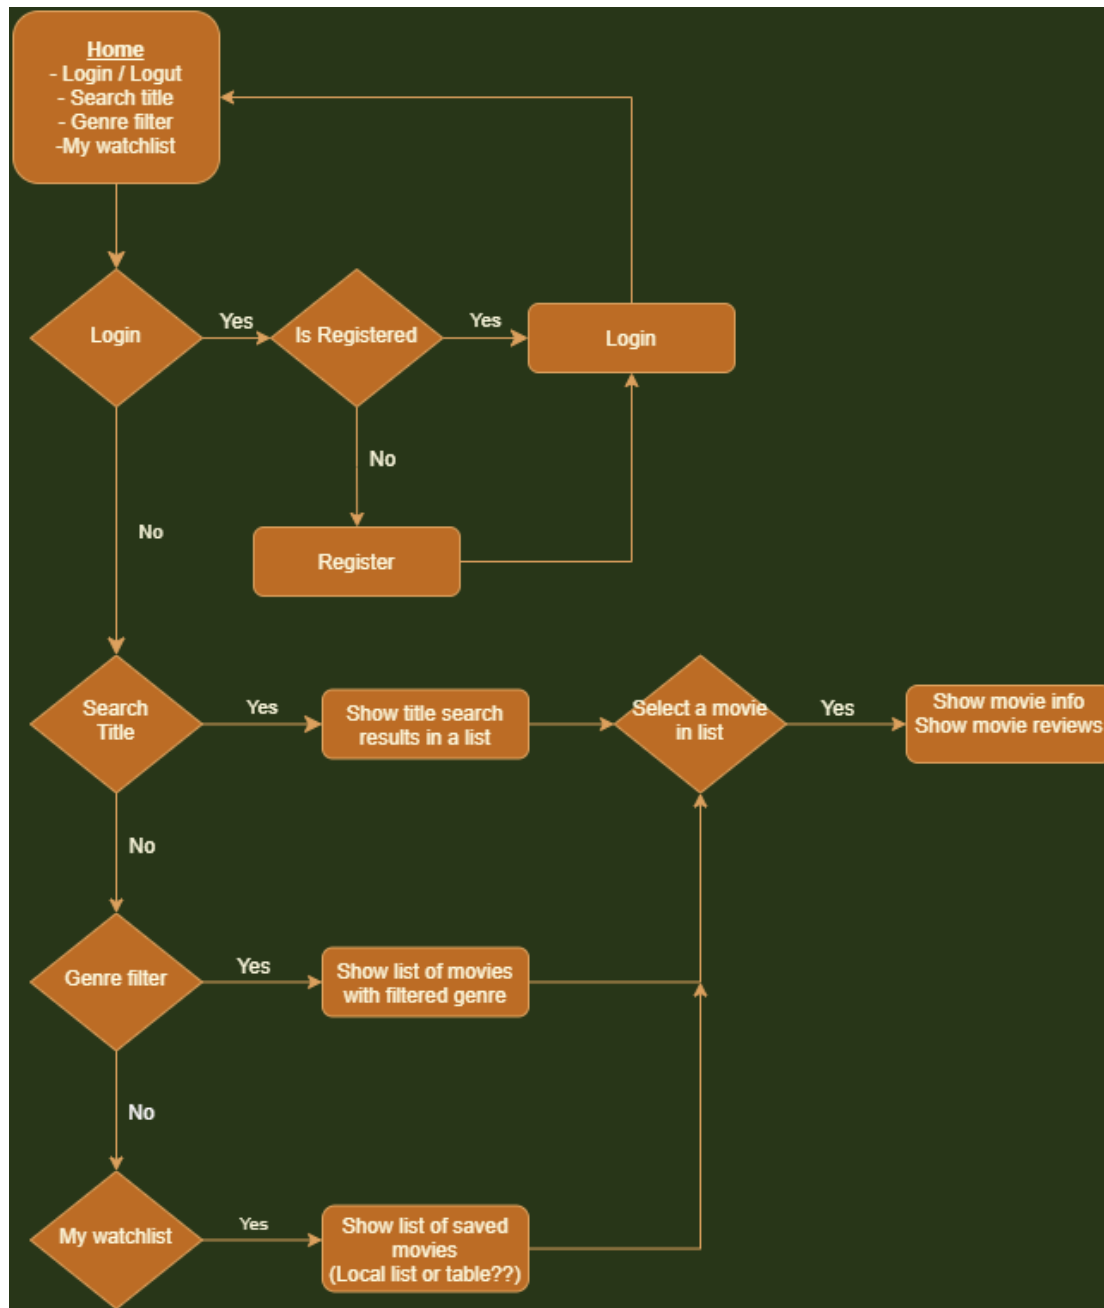 Home
- Login / Logut
- Search title
- Genre filter
-My watchlist
Login
Yes
Is Registered
Yes
Login
No
No
Register
Search
Title
Yes
Show title search
results in a list
Select a movie
in list
Yes
Show movie info
Show movie reviews
No
Genre filter
Yes
Show list of movies
with filtered genre
No
My watchlist
Yes
Show list of saved
movies
(Local list or table??)